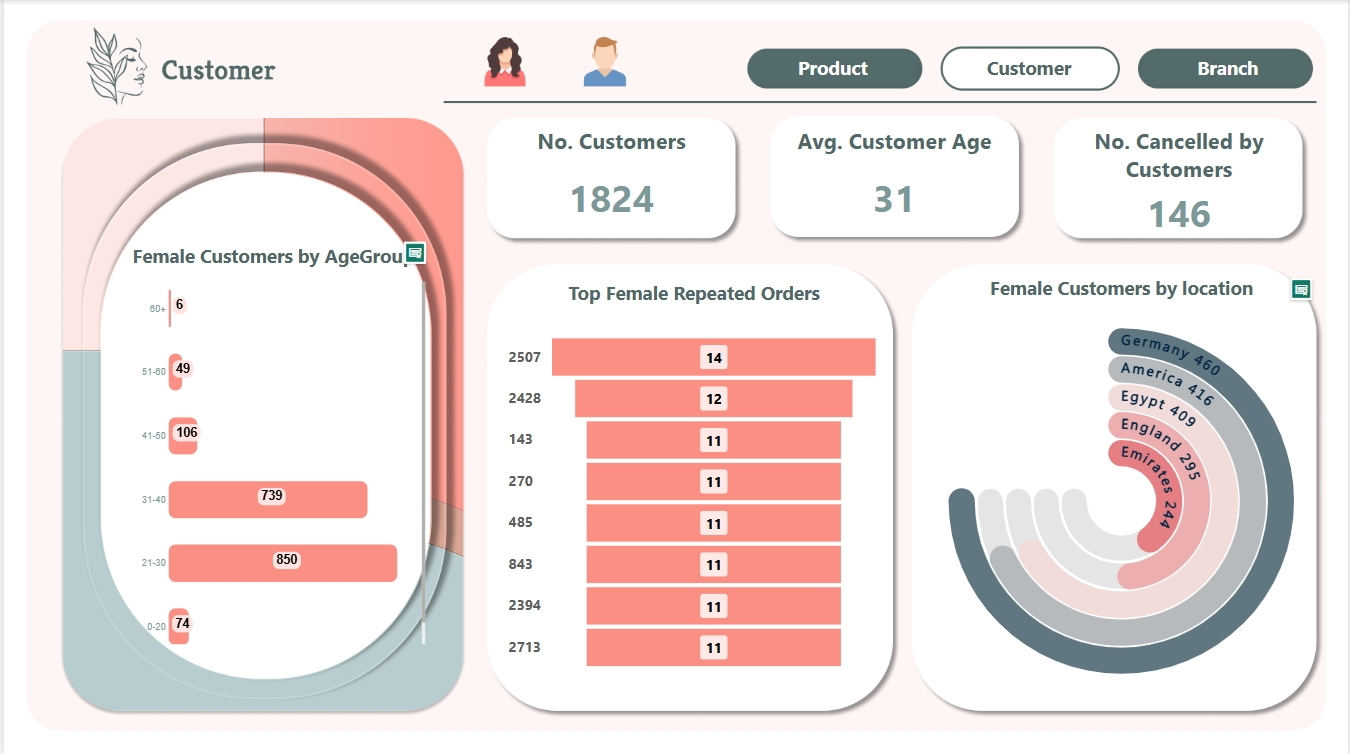 Customer
Product
Customer
Branch
No. Customers
1824
Avg. Customer Age
31
No. Cancelled by
Customers
146
Female Customers by AgeGroup
60+
6
51-60
49
41-50
106
31-40
739
21-30
850
0-20
74
Top Female Repeated Orders
2507
14
2428
12
143
11
270
11
485
11
843
11
2394
11
2713
11
Female Customers by location
Germany 460
America 416
Egypt 409
England 295
Emirates 244